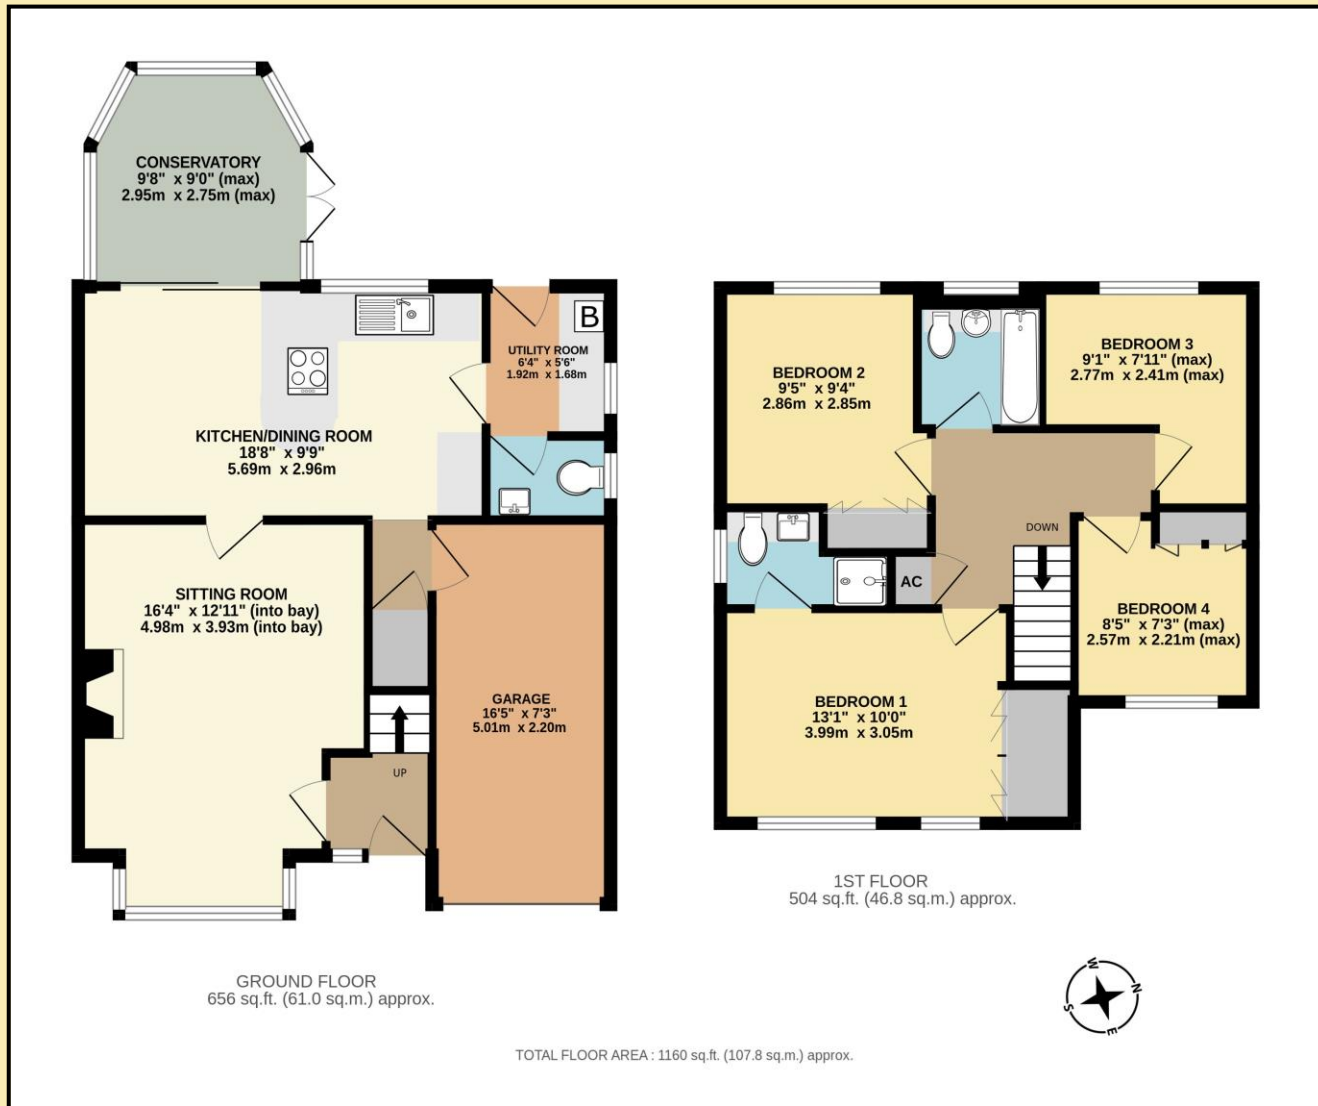 CONSERVATORY
9'8" x 9'0" (max)
2.95m x 2.75m (max)
B
UTILITY ROOM
6'4" x 5'6"
1.92m x 1.68m
KITCHEN/DINING ROOM
18'8" x 9'9"
5.69m x 2.96m
SITTING ROOM
16'4" x 12'11" (into bay)
4.98m x 3.93m (into bay)
GARAGE
16'5" x 7'3"
5.01m x 2.20m
UP
GROUND FLOOR
656 sq.ft. (61.0 sq.m.) approx.
BEDROOM 2
9'5" x 9'4"
2.86m x 2.85m
BEDROOM 3
9'1" x 7'11" (max)
2.77m x 2.41m (max)
DOWN
AC
BEDROOM 4
8'5" x 7'3" (max)
2.57m x 2.21m (max)
BEDROOM 1
13'1" x 10'0"
3.99m x 3.05m
1ST FLOOR
504 sq.ft. (46.8 sq.m.) approx.
W
N
S
E
TOTAL FLOOR AREA : 1160 sq.ft. (107.8 sq.m.) approx.